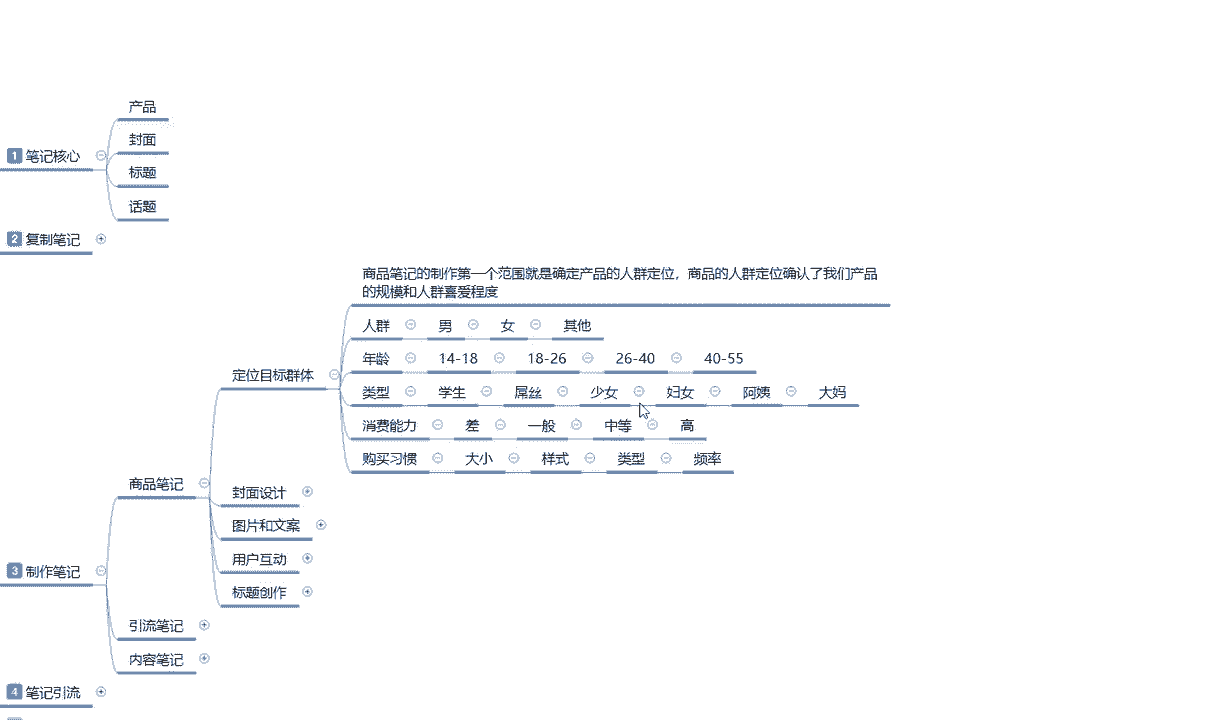 产品
封面
1 笔记核心
标题
话题
2 复制笔记
商品笔记的制作第一个范围就是确定产品的人群定位，商品的人群定位确认了我们产品
的规模和人群喜爱程度
人群 男 女 其他
年龄 14-18 18-26 26-40 40-55
定位目标群体
类型 学生 屌丝 少女 妇女 阿姨 大妈
消费能力 差 一般 中等 高
购买习惯 大小 样式 类型 频率
商品笔记
封面设计
图片和文案
用户互动
3 制作笔记
标题创作
引流笔记
内容笔记
4 笔记引流